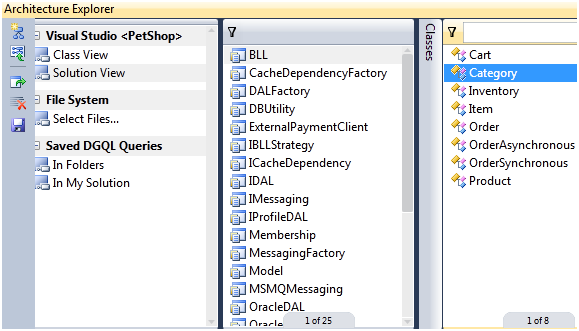 Architecture Explorer
Visual Studio <PetShop>
Class View
Solution View
File System
Select Files...
Saved DGQL Queries
In Folders
In My Solution
BLL
CacheDependencyFactory
DALFactory
DBUtility
ExternalPaymentClient
IBLLStrategy
ICacheDependency
IDAL
IMessaging
IProfileDAL
Membership
MessagingFactory
Model
MSMQMessaging
OracleDAL
1 of 25
Classes
Cart
Category
Inventory
Item
Order
OrderAsynchronous
OrderSynchronous
Product
1 of 8